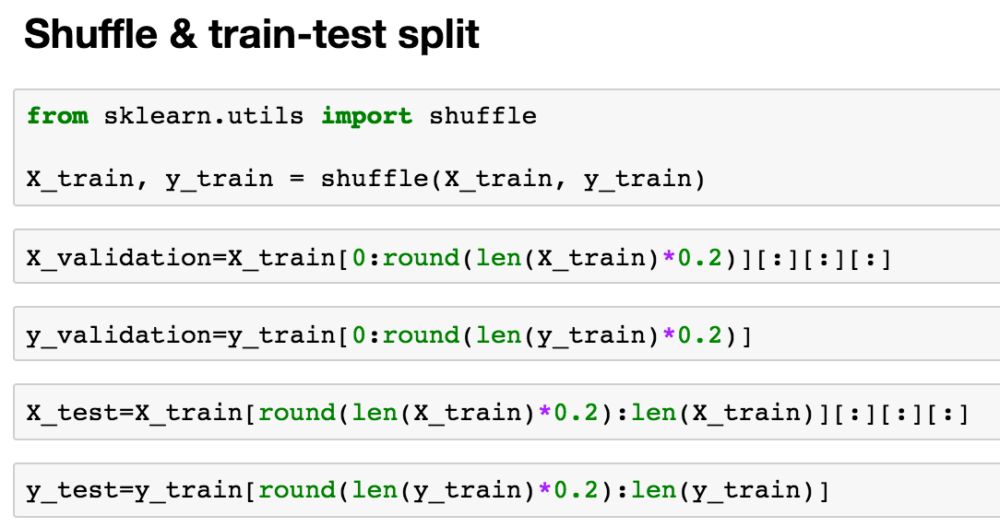 Shuffle & train-test split
from sklearn.utils import shuffle
X_train, y_train = shuffle(X_train, y_train)
X_validation=X_train[0:round(len(X_train)*0.2)][:][:][:]
y_validation=y_train[0:round(len(y_train)*0.2)]
X_test=X_train[round(len(X_train)*0.2):len(X_train)][:][:][:]
y_test=y_train[round(len(y_train)*0.2):len(y_train)]